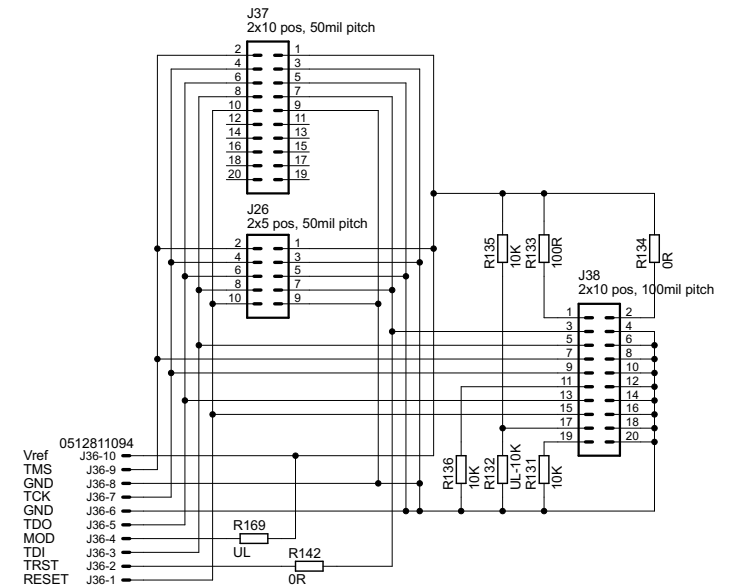 J37
2x10 pos, 50mil pitch
2 1
4 3
6 5
8 7
10 9
12 11
14 13
16 15
18 17
20 19
J26
2x5 pos, 50mil pitch
2 1
4 3
6 5
8 7
10 9
R135
10K
R133
100R
R134
0R
J38
2x10 pos, 100mil pitch
1 2
3 4
5 6
7 8
9 10
11 12
13 14
15 16
17 18
19 20
R136
10K
R132
UL-10K
R131
10K
0512811094
Vref J36-10
TMS J36-9
GND J36-8
TCK J36-7
GND J36-6
TDO J36-5
MOD J36-4
TDI J36-3
TRST J36-2
RESET J36-1
R169
UL
R142
0R